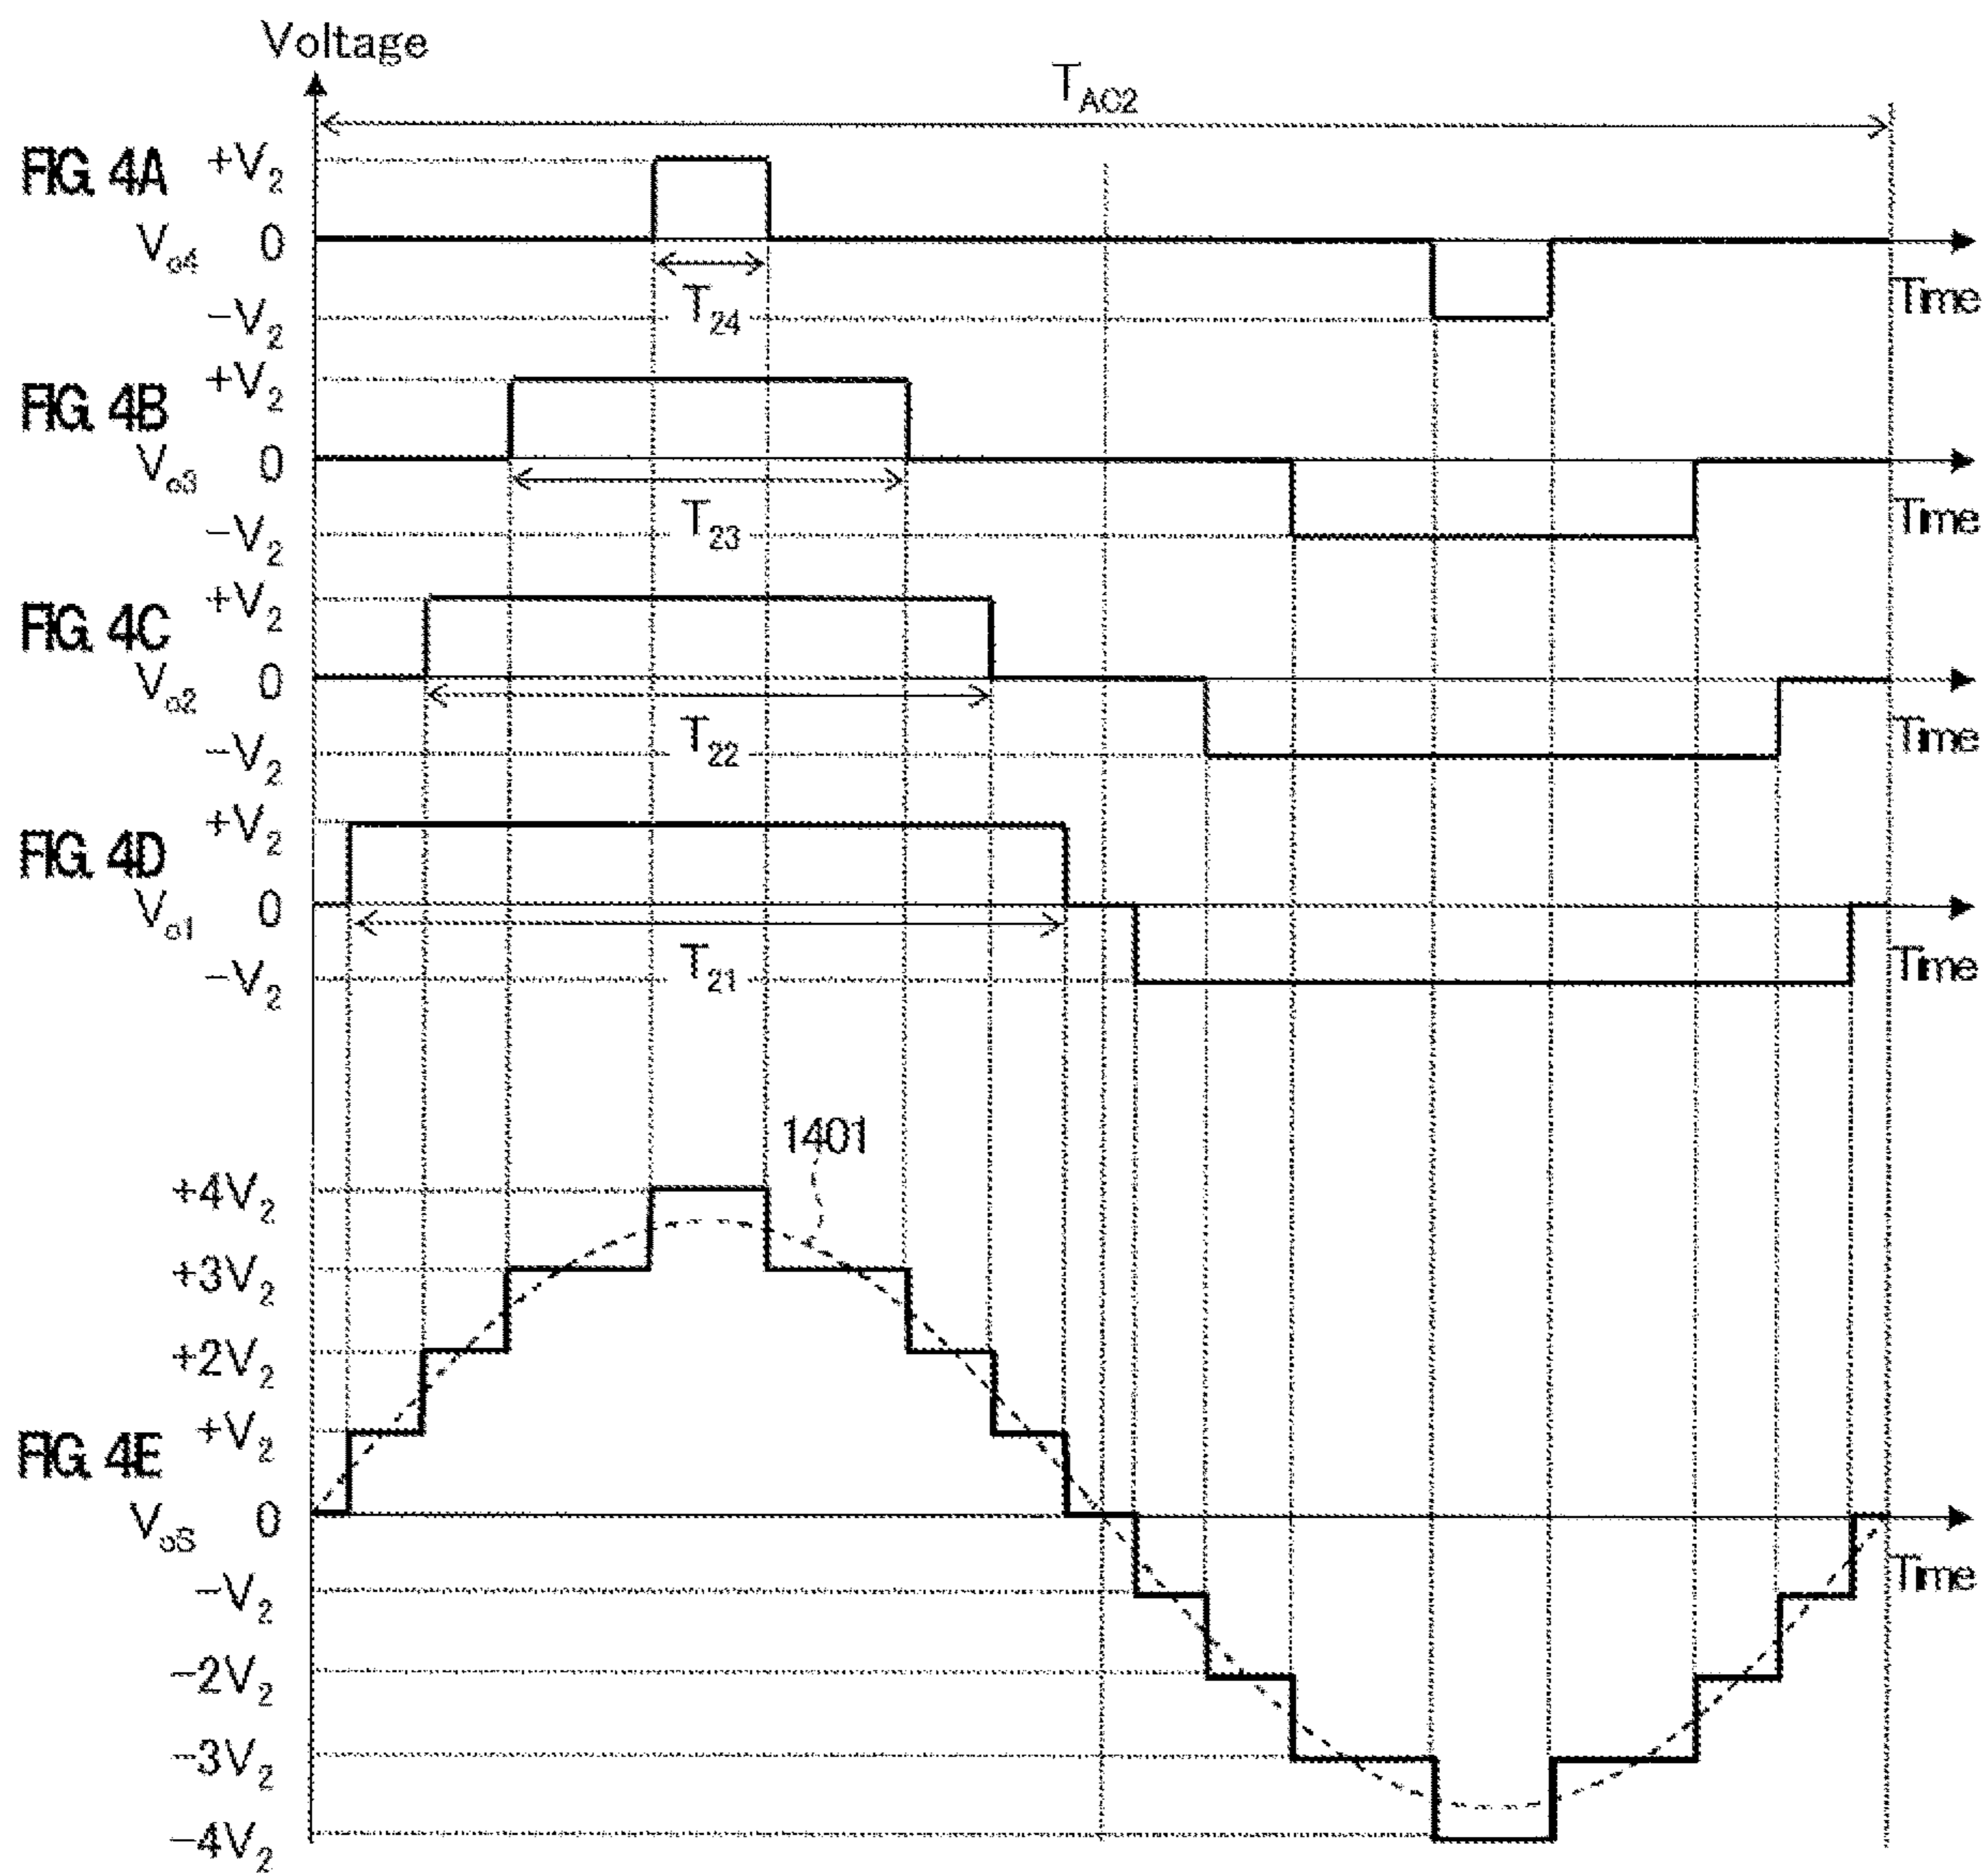 Voltage
T_AC2
FIG. 4A
+V_2
V_o4 0
T_24
-V_2
Time
FIG. 4B
+V_2
V_o3 0
T_23
-V_2
Time
FIG. 4C
+V_2
V_o2 0
T_22
-V_2
Time
FIG. 4D
+V_2
V_o1 0
T_21
-V_2
Time
1401
+4V_2
+3V_2
+2V_2
+V_2
FIG. 4E
V_oS 0
Time
-V_2
-2V_2
-3V_2
-4V_2